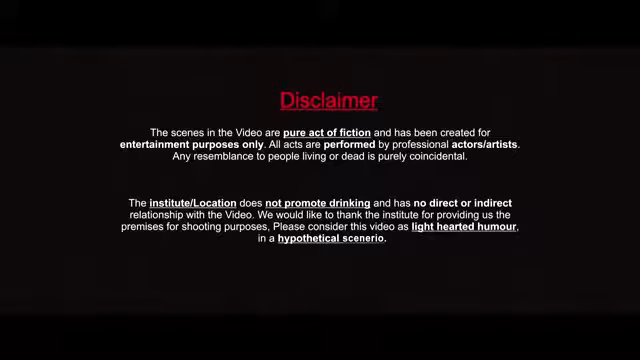 Disclaimer
The scenes in the Video are pure act of fiction and has been created for
entertainment purposes only. All acts are performed by professional actors/artists.
Any resemblance to people living or dead is purely coincidental.
The institute/Location does not promote drinking and has no direct or indirect
relationship with the Video. We would like to thank the institute for providing us the
premises for shooting purposes, Please consider this video as light hearted humour,
in a hypothetical scenerio.